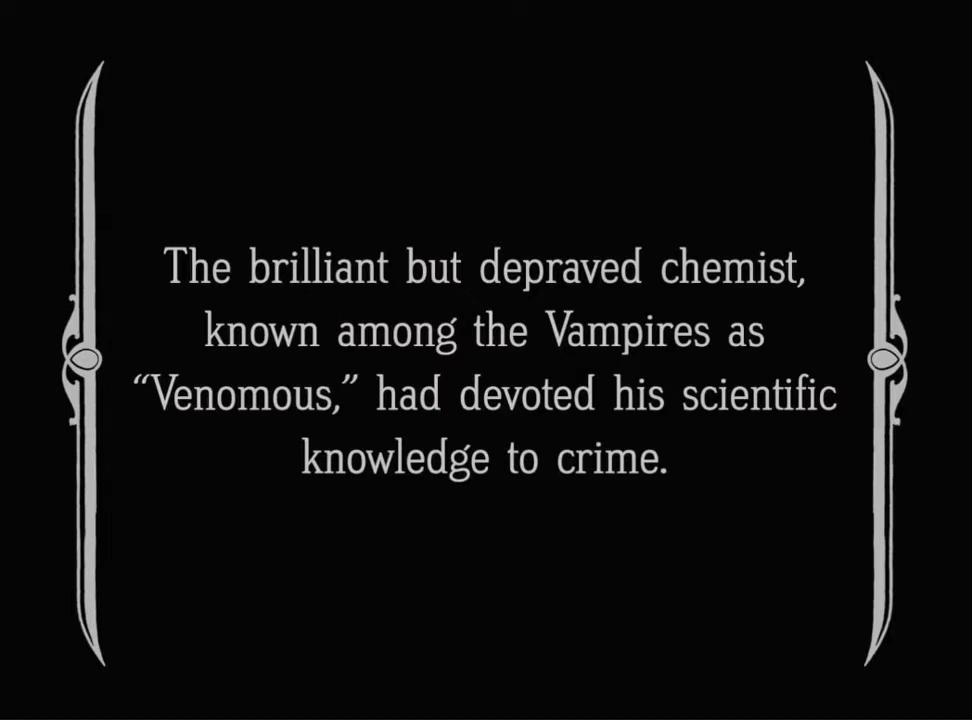 The brilliant but depraved chemist,
known among the Vampires as
“Venomous,” had devoted his scientific
knowledge to crime.